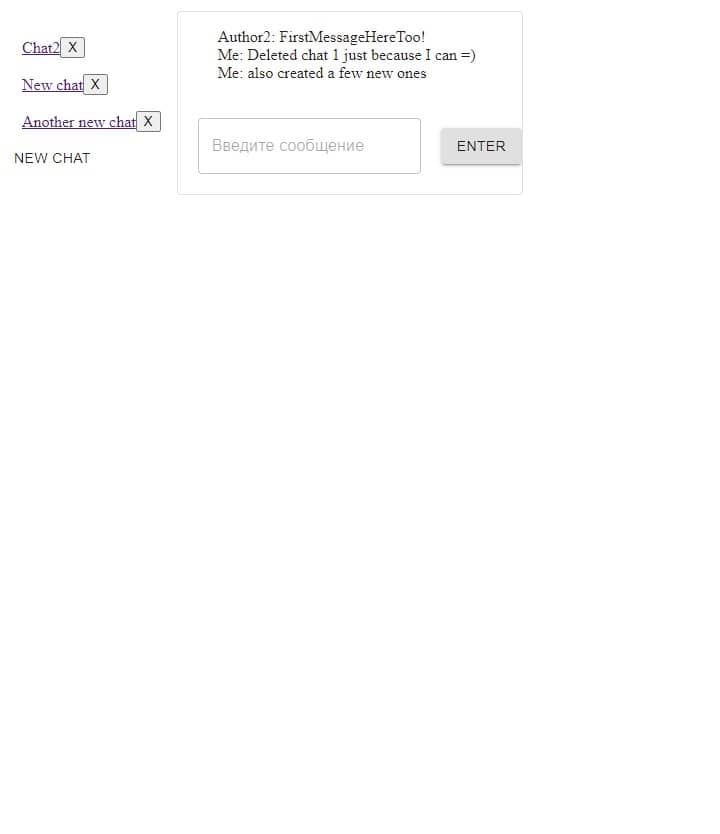 Chat2 X
New chat X
Another new chat X
NEW CHAT
Author2: FirstMessageHereToo!
Me: Deleted chat 1 just because I can =)
Me: also created a few new ones
Введите сообщение
ENTER